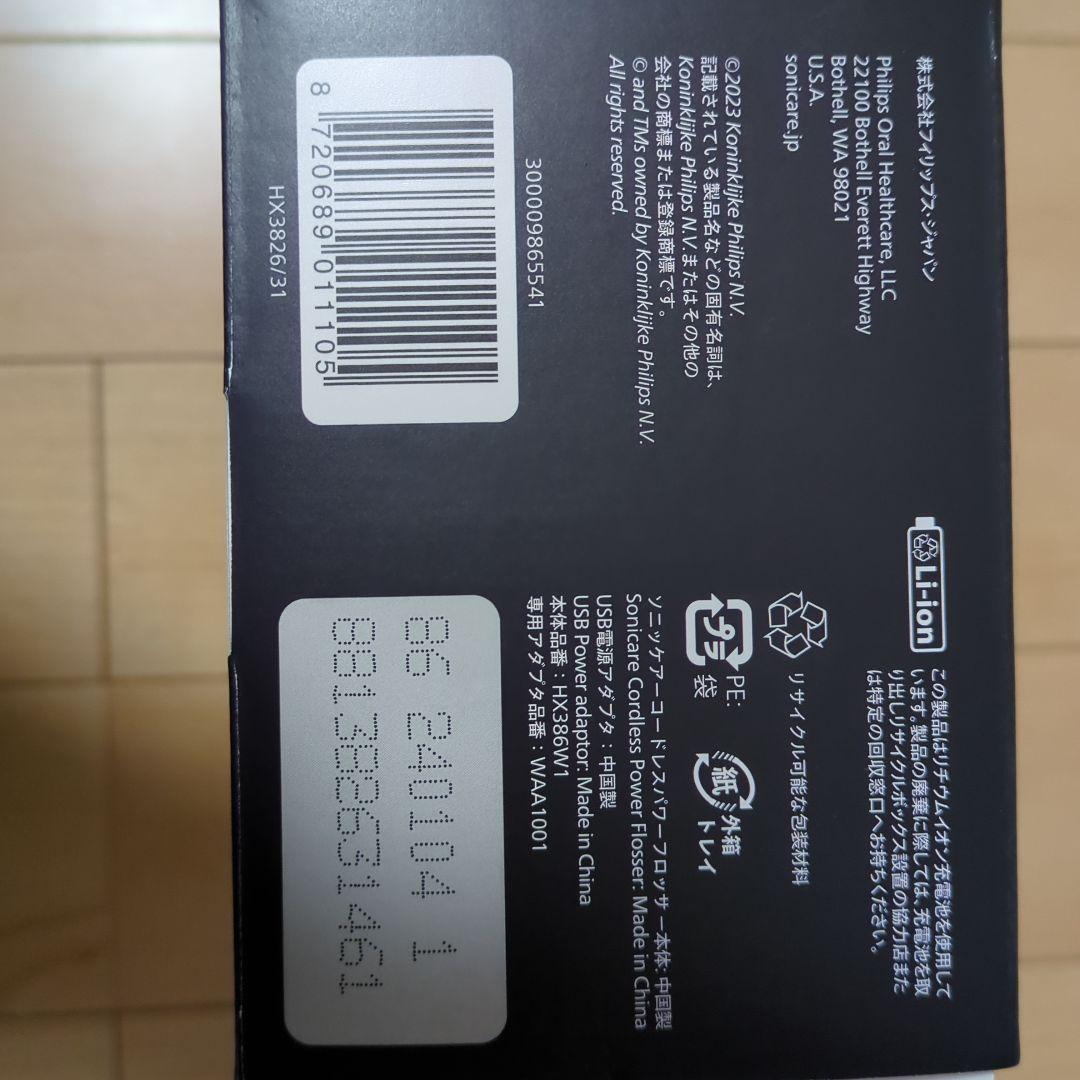 株式会社フィリップス・ジャパン
Philips Oral Healthcare, LLC
22100 Bothell Everett Highway
Bothell, WA 98021
U.S.A.
sonicare.jp
©2023 Koninklijke Philips N.V.
記載されている製品名などの固有名詞は、
Koninklijke Philips N.V.またはその他の
会社の商標または登録商標です。
© and TMs owned by Koninklijke Philips N.V.
All rights reserved.
300009865541
8 720689 011105
HX3826/31
Li-ion
この製品はリチウムイオン充電池を使用して
います。製品の廃棄に際しては、充電池を取
り出しリサイクルボックス設置の協力店また
は特定の回収窓口へお持ちください。
リサイクル可能な包装材料
プラ
PE:
袋
紙
外箱
トレイ
ソニッケアーコードレスパワーフロッサー本体: 中国製
Sonicare Cordless Power Flosser: Made in China
USB電源アダプタ：中国製
USB Power adaptor: Made in China
本体品番：HX386W1
専用アダプタ品番：WAA1001
86 240104 1
8813886314​61